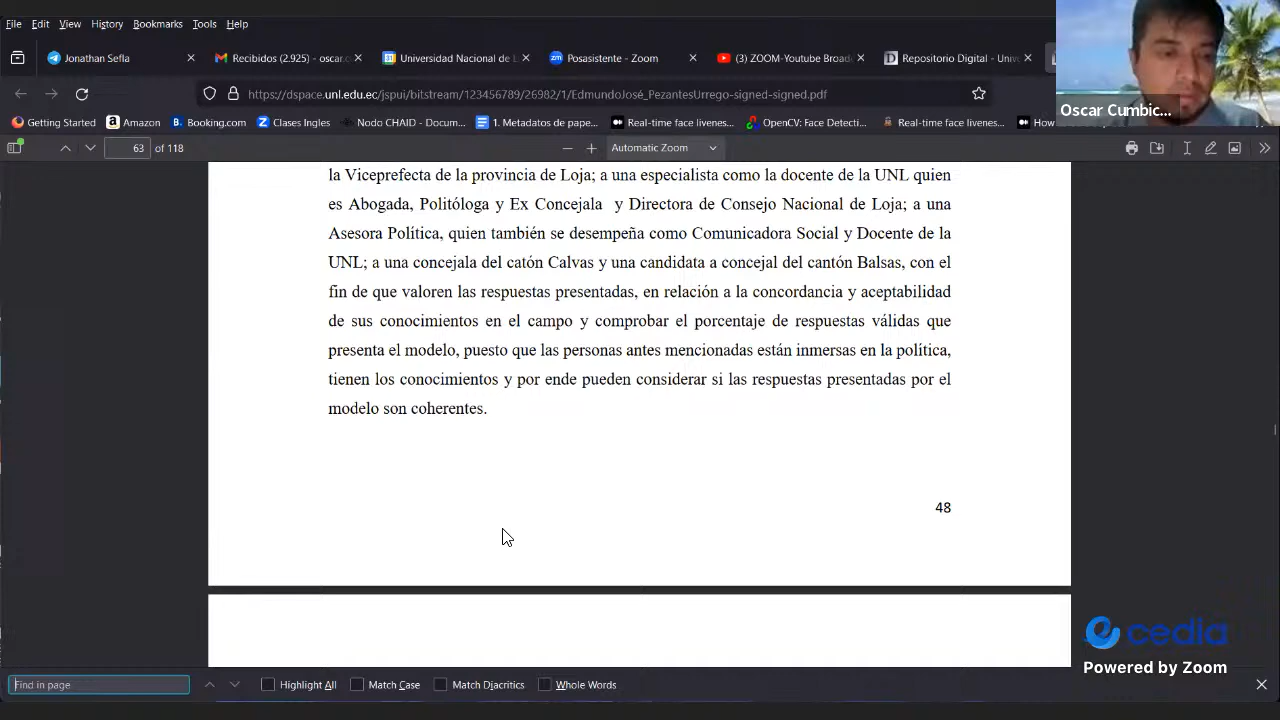 File Edit View History Bookmarks Tools Help
Jonathan Sefla
Recibidos (2.925) - oscar.c
Universidad Nacional de L
Posasistente - Zoom
(3) ZOOM-Youtube Broad
Repositorio Digital - Univ
https://dspace.unl.edu.ec/jspui/bitstream/123456789/26982/1/EdmundoJosé_PezantesUrrego-signed-signed.pdf
Getting Started
Amazon
Booking.com
Clases Ingles
1. Metadatos de pape...
Real-time face livenes...
OpenCV: Face Detecti...
Real-time face livenes...
How
Oscar Cumbic...
63 of 118
Automatic Zoom
la Viceprefecta de la provincia de Loja; a una especialista como la docente de la UNL quien
es Abogada, Politóloga y Ex Concejala y Directora de Consejo Nacional de Loja; a una
Asesora Política, quien también se desempeña como Comunicadora Social y Docente de la
UNL; a una concejala del catón Calvas y una candidata a concejal del cantón Balsas, con el
fin de que valoren las respuestas presentadas, en relación a la concordancia y aceptabilidad
de sus conocimientos en el campo y comprobar el porcentaje de respuestas válidas que
presenta el modelo, puesto que las personas antes mencionadas están inmersas en la política,
tienen los conocimientos y por ende pueden considerar si las respuestas presentadas por el
modelo son coherentes.
48
cedia
Powered by Zoom
Find in page
Highlight All
Match Case
Match Diacritics
Whole Words